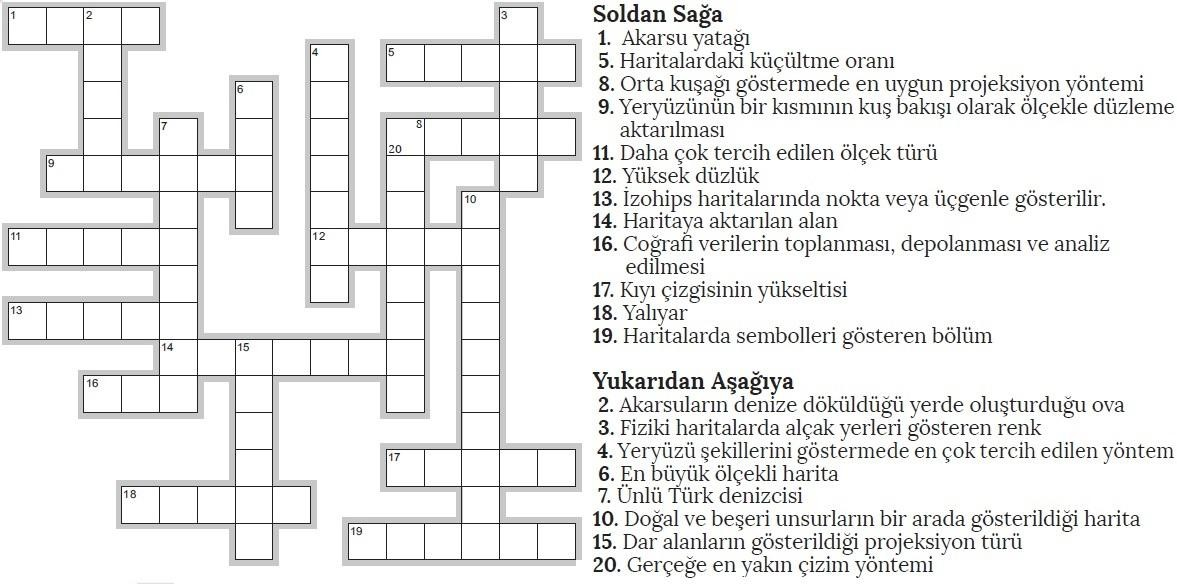 1 2 3
4 5
6
7 8
20
9
10
11 12
13
14 15
16
17
18
19
Soldan Sağa
1. Akarsu yatağı
5. Haritalardaki küçültme oranı
8. Orta kuşağı göstermede en uygun projeksiyon yöntemi
9. Yeryüzünün bir kısmının kuş bakışı olarak ölçekle düzleme
aktarılması
11. Daha çok tercih edilen ölçek türü
12. Yüksek düzlük
13. İzohips haritalarında nokta veya üçgenle gösterilir.
14. Haritaya aktarılan alan
16. Coğrafi verilerin toplanması, depolanması ve analiz
edilmesi
17. Kıyı çizgisinin yükseltisi
18. Yalıyar
19. Haritalarda sembolleri gösteren bölüm
Yukarıdan Aşağıya
2. Akarsuların denize döküldüğü yerde oluşturduğu ova
3. Fiziki haritalarda alçak yerleri gösteren renk
4. Yeryüzü şekillerini göstermede en çok tercih edilen yöntem
6. En büyük ölçekli harita
7. Ünlü Türk denizcisi
10. Doğal ve beşeri unsurların bir arada gösterildiği harita
15. Dar alanların gösterildiği projeksiyon türü
20. Gerçeğe en yakın çizim yöntemi